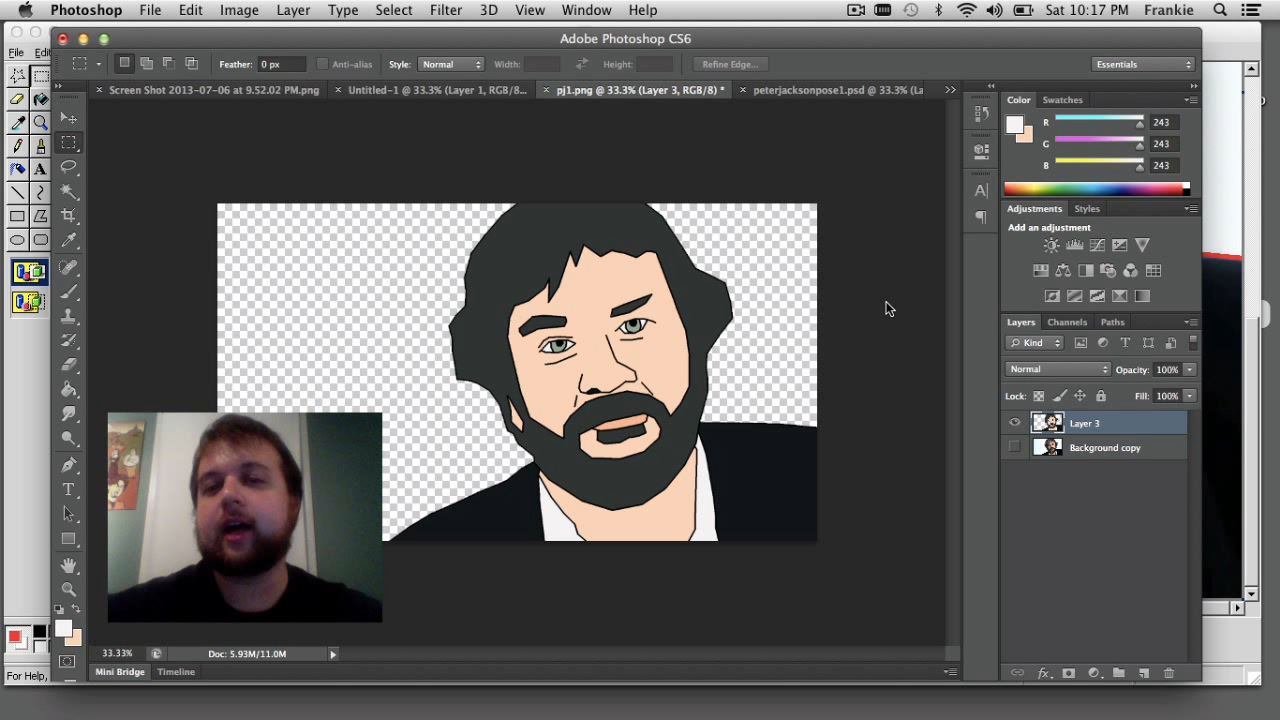 Photoshop File Edit Image Layer Type Select Filter 3D View Window Help Sat 10:17 PM Frankie
Adobe Photoshop CS6
File Edi
Feather: 0 px Anti-alias Style: Normal Width: Height: Refine Edge... Essentials
Screen Shot 2013-07-06 at 9.52.02 PM.png Untitled-1 @ 33.3% (Layer 1, RGB/8... pj1.png @ 33.3% (Layer 3, RGB/8) * peterjacksonpose1.psd @ 33.3% (La
Color Swatches
R 243
G 243
B 243
Adjustments Styles
Add an adjustment
Layers Channels Paths
Kind
Normal Opacity: 100%
Lock: Fill: 100%
Layer 3
Background copy
33.33% Doc: 5.93M/11.0M
Mini Bridge Timeline
For Help,